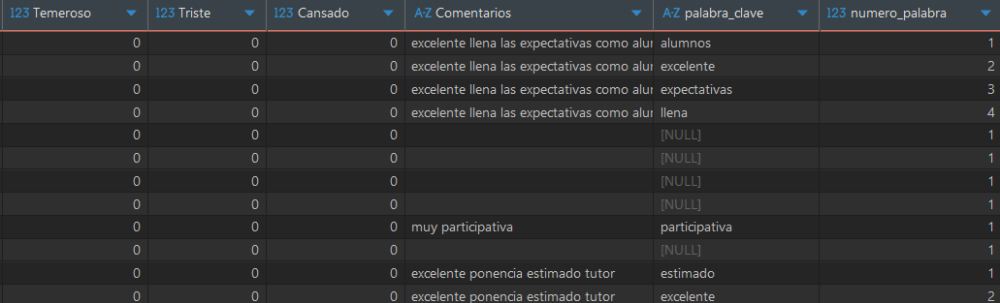 123 Temeroso 123 Triste 123 Cansado A-Z Comentarios A-Z palabra_clave 123 numero_palabra
0 0 0 excelente llena las expectativas como alur alumnos 1
0 0 0 excelente llena las expectativas como alur excelente 2
0 0 0 excelente llena las expectativas como alur expectativas 3
0 0 0 excelente llena las expectativas como alur llena 4
0 0 0 [NULL] 1
0 0 0 [NULL] 1
0 0 0 [NULL] 1
0 0 0 [NULL] 1
0 0 0 muy participativa participativa 1
0 0 0 [NULL] 1
0 0 0 excelente ponencia estimado tutor estimado 1
0 0 0 excelente ponencia estimado tutor excelente 2